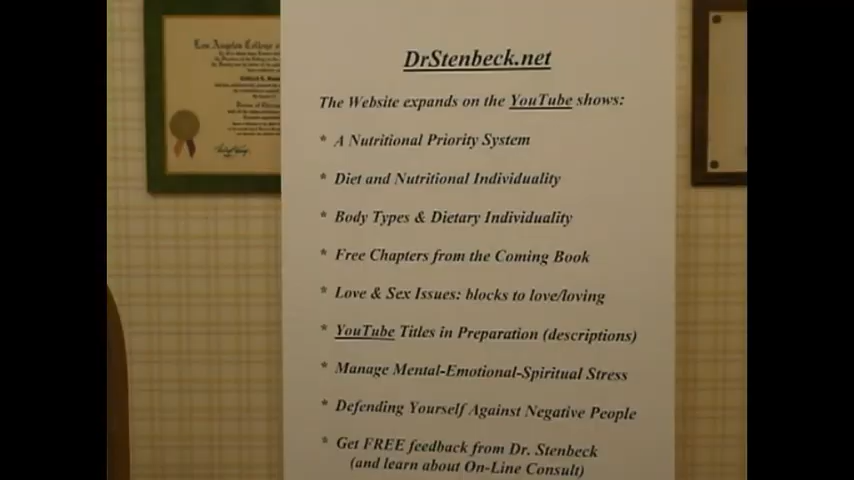 Los Angeles College
DrStenbeck.net
The Website expands on the YouTube shows:
* A Nutritional Priority System
* Diet and Nutritional Individuality
* Body Types & Dietary Individuality
* Free Chapters from the Coming Book
* Love & Sex Issues: blocks to love/loving
* YouTube Titles in Preparation (descriptions)
* Manage Mental-Emotional-Spiritual Stress
* Defending Yourself Against Negative People
* Get FREE feedback from Dr. Stenbeck
(and learn about On-Line Consult)